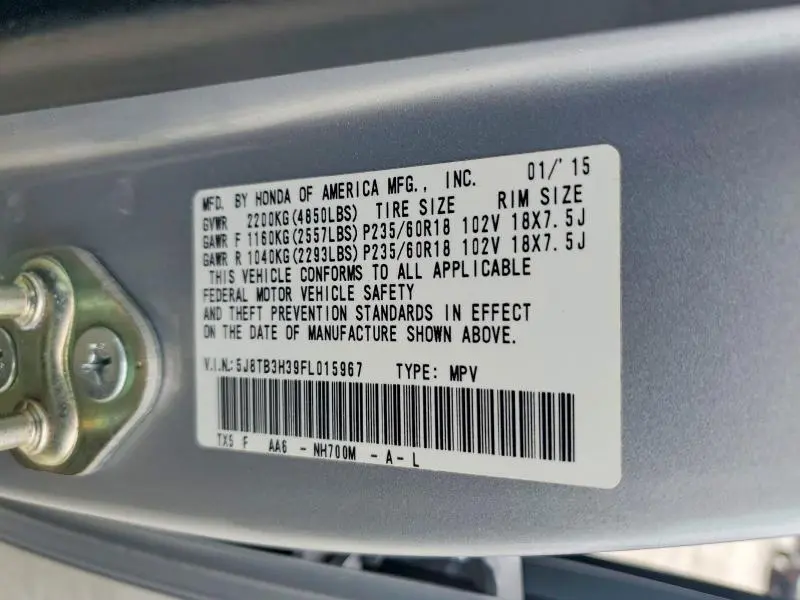 MFD. BY HONDA OF AMERICA MFG., INC. 01/'15
GVWR 2200KG(4850LBS) TIRE SIZE RIM SIZE
GAWR F 1160KG(2557LBS) P235/60R18 102V 18X7.5J
GAWR R 1040KG(2293LBS) P235/60R18 102V 18X7.5J
THIS VEHICLE CONFORMS TO ALL APPLICABLE
FEDERAL MOTOR VEHICLE SAFETY
AND THEFT PREVENTION STANDARDS IN EFFECT
ON THE DATE OF MANUFACTURE SHOWN ABOVE.
V.I.N.: 5J8TB3H39FL015967 TYPE: MPV
TX5 F AA6 - NH700M - A - L